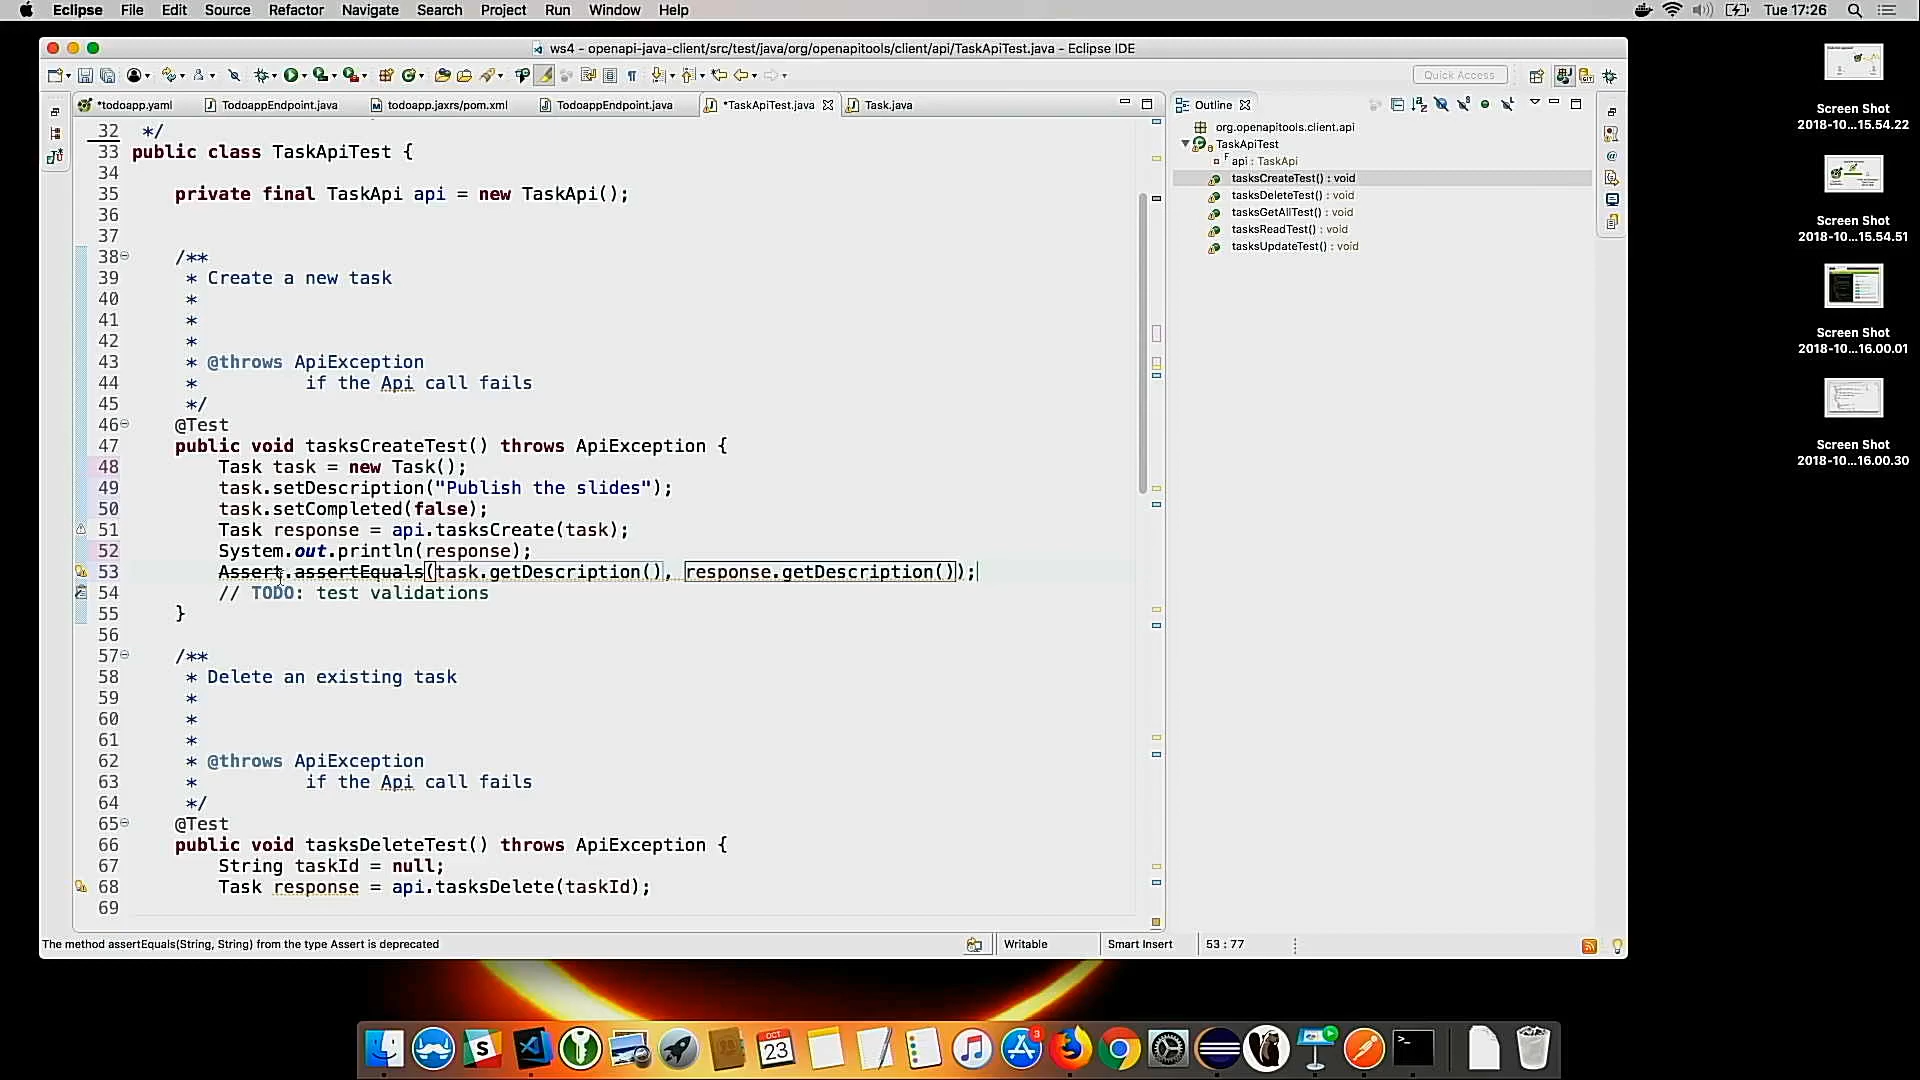 Eclipse File Edit Source Refactor Navigate Search Project Run Window Help
Tue 17:26
ws4 - openapi-java-client/src/test/java/org/openapitools/client/api/TaskApiTest.java - Eclipse IDE
Quick Access
*todoapp.yaml
TodoappEndpoint.java
todoapp.jaxrs/pom.xml
TodoappEndpoint.java
*TaskApiTest.java
Task.java
32 */
33 public class TaskApiTest {
34
35 private final TaskApi api = new TaskApi();
36
37
38 /**
39 * Create a new task
40 *
41 *
42 *
43 * @throws ApiException
44 * if the Api call fails
45 */
46 @Test
47 public void tasksCreateTest() throws ApiException {
48 Task task = new Task();
49 task.setDescription("Publish the slides");
50 task.setCompleted(false);
51 Task response = api.tasksCreate(task);
52 System.out.println(response);
53 Assert.assertEquals(task.getDescription(), response.getDescription());
54 // TODO: test validations
55 }
56
57 /**
58 * Delete an existing task
59 *
60 *
61 *
62 * @throws ApiException
63 * if the Api call fails
64 */
65 @Test
66 public void tasksDeleteTest() throws ApiException {
67 String taskId = null;
68 Task response = api.tasksDelete(taskId);
69
Outline
org.openapitools.client.api
TaskApiTest
F api : TaskApi
tasksCreateTest() : void
tasksDeleteTest() : void
tasksGetAllTest() : void
tasksReadTest() : void
tasksUpdateTest() : void
The method assertEquals(String, String) from the type Assert is deprecated
Writable
Smart Insert
53 : 77
Screen Shot
2018-10...15.54.22
Screen Shot
2018-10...15.54.51
Screen Shot
2018-10...16.00.01
Screen Shot
2018-10...16.00.30
OCT
23
3